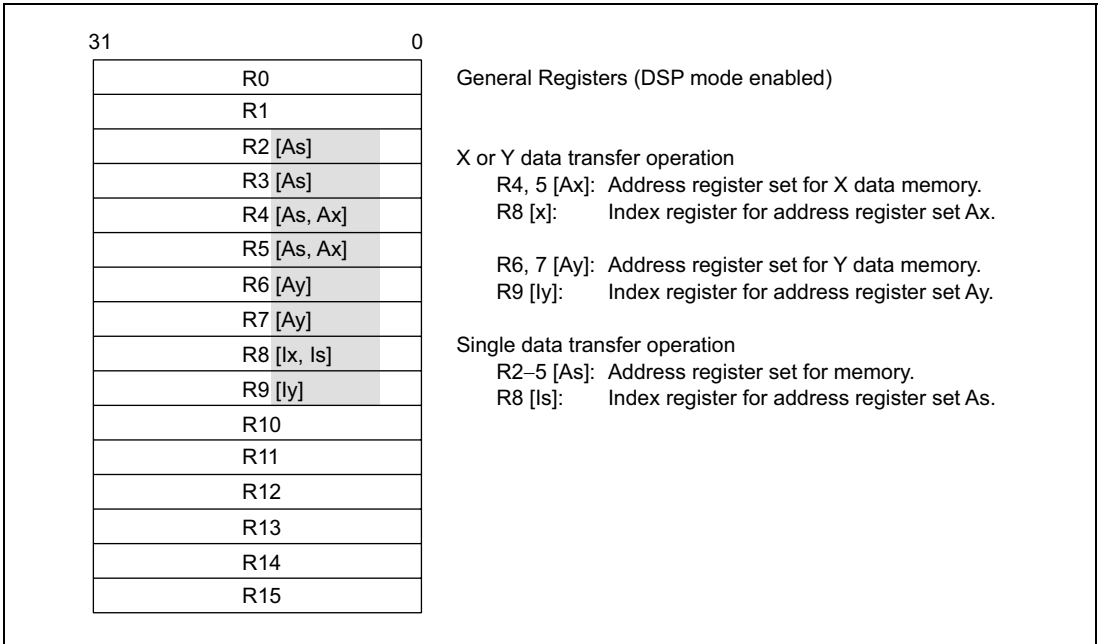 31 0
R0
R1
R2 [As]
R3 [As]
R4 [As, Ax]
R5 [As, Ax]
R6 [Ay]
R7 [Ay]
R8 [Ix, Is]
R9 [Iy]
R10
R11
R12
R13
R14
R15
General Registers (DSP mode enabled)
X or Y data transfer operation
R4, 5 [Ax]: Address register set for X data memory.
R8 [x]: Index register for address register set Ax.
R6, 7 [Ay]: Address register set for Y data memory.
R9 [Iy]: Index register for address register set Ay.
Single data transfer operation
R2–5 [As]: Address register set for memory.
R8 [Is]: Index register for address register set As.